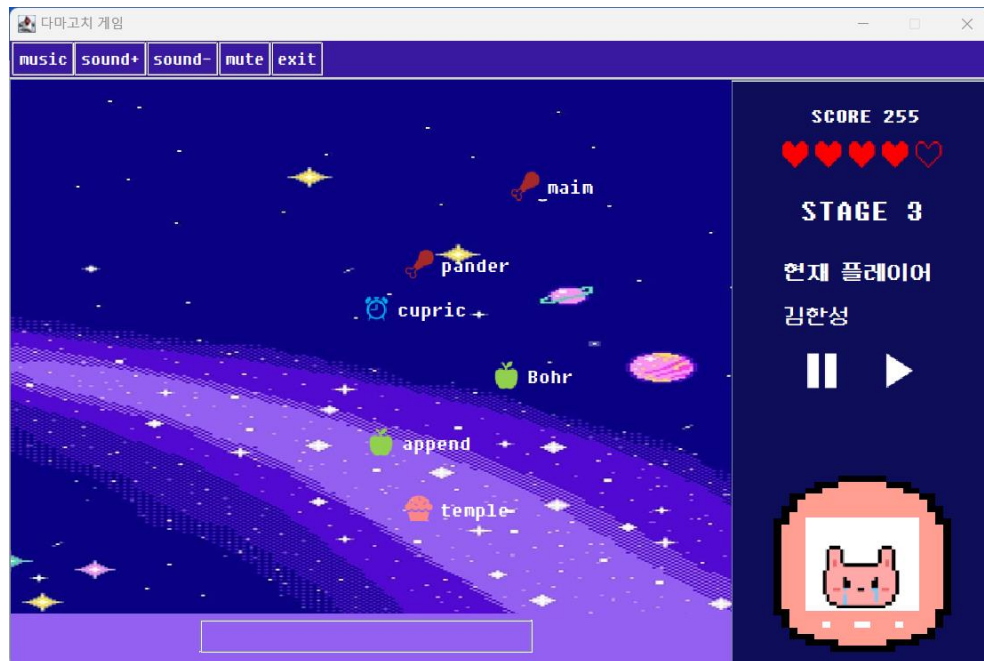 다마고치 게임
music sound+ sound- mute exit
SCORE 255
STAGE 3
현재 플레이어
김한성
maim
pander
cupric
Bohr
append
temple